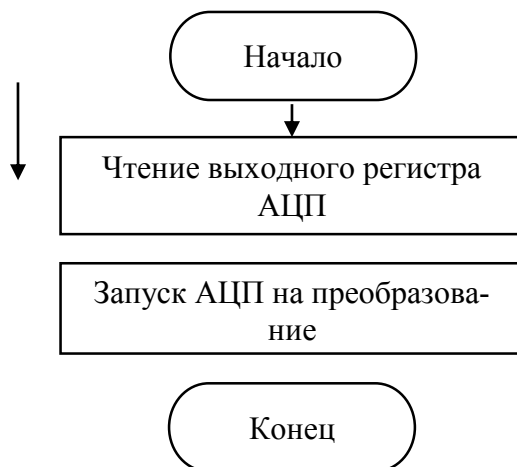 Начало
Чтение выходного регистра
АЦП
Запуск АЦП на преобразова-
ние
Конец